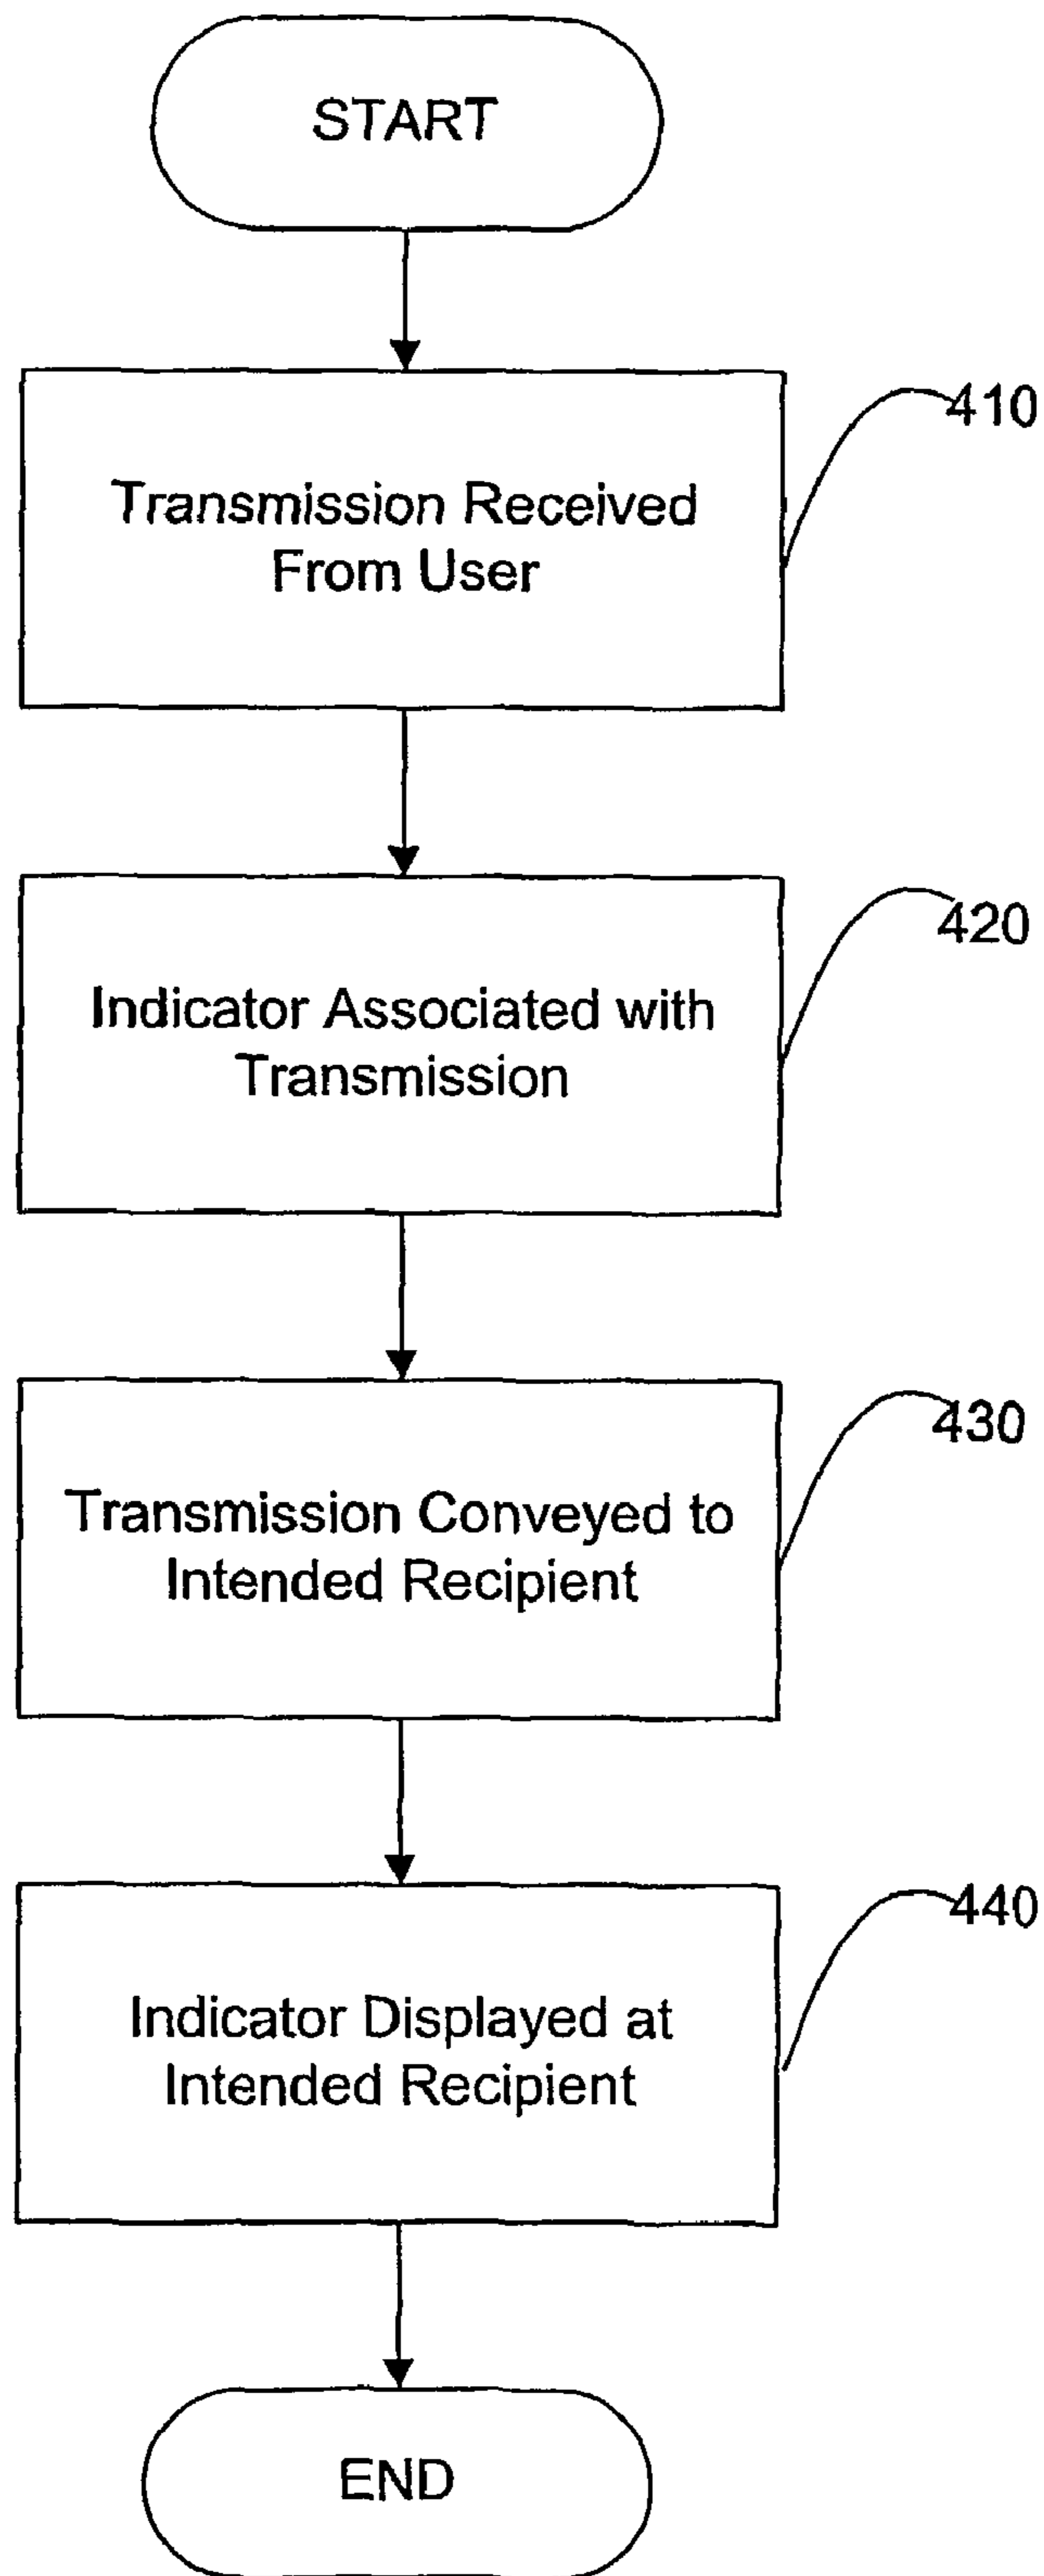 START
Transmission Received
From User
410
Indicator Associated with
Transmission
420
Transmission Conveyed to
Intended Recipient
430
Indicator Displayed at
Intended Recipient
440
END